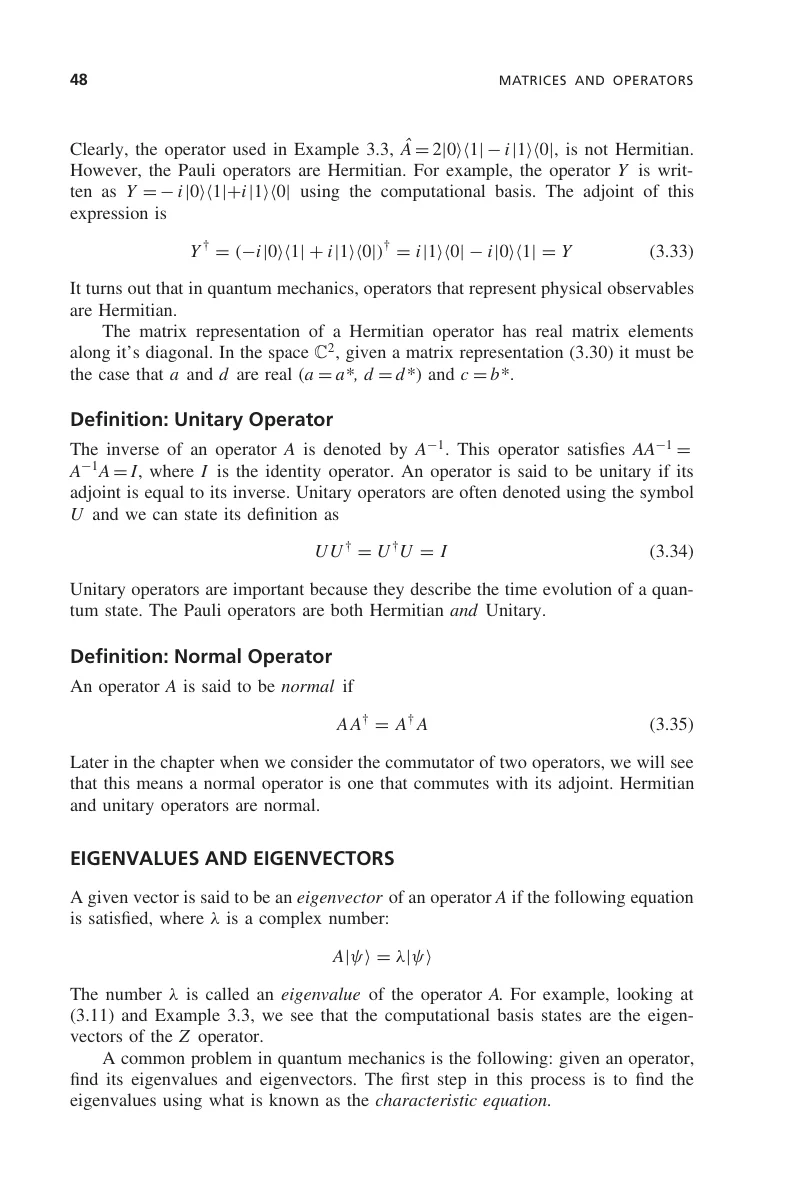 48 MATRICES AND OPERATORS
Clearly, the operator used in Example 3.3, Â = 2|0⟩⟨1| − i|1⟩⟨0|, is not Hermitian.
However, the Pauli operators are Hermitian. For example, the operator Y is writ-
ten as Y = − i|0⟩⟨1|+i|1⟩⟨0| using the computational basis. The adjoint of this
expression is
Y† = (−i|0⟩⟨1| + i|1⟩⟨0|)† = i|1⟩⟨0| − i|0⟩⟨1| = Y (3.33)
It turns out that in quantum mechanics, operators that represent physical observables
are Hermitian.
The matrix representation of a Hermitian operator has real matrix elements
along it's diagonal. In the space ℂ², given a matrix representation (3.30) it must be
the case that a and d are real (a = a*, d = d*) and c = b*.
Definition: Unitary Operator
The inverse of an operator A is denoted by A⁻¹. This operator satisfies AA⁻¹ =
A⁻¹A = I, where I is the identity operator. An operator is said to be unitary if its
adjoint is equal to its inverse. Unitary operators are often denoted using the symbol
U and we can state its definition as
UU† = U†U = I (3.34)
Unitary operators are important because they describe the time evolution of a quan-
tum state. The Pauli operators are both Hermitian and Unitary.
Definition: Normal Operator
An operator A is said to be normal if
AA† = A†A (3.35)
Later in the chapter when we consider the commutator of two operators, we will see
that this means a normal operator is one that commutes with its adjoint. Hermitian
and unitary operators are normal.
EIGENVALUES AND EIGENVECTORS
A given vector is said to be an eigenvector of an operator A if the following equation
is satisfied, where λ is a complex number:
A|ψ⟩ = λ|ψ⟩
The number λ is called an eigenvalue of the operator A. For example, looking at
(3.11) and Example 3.3, we see that the computational basis states are the eigen-
vectors of the Z operator.
A common problem in quantum mechanics is the following: given an operator,
find its eigenvalues and eigenvectors. The first step in this process is to find the
eigenvalues using what is known as the characteristic equation.